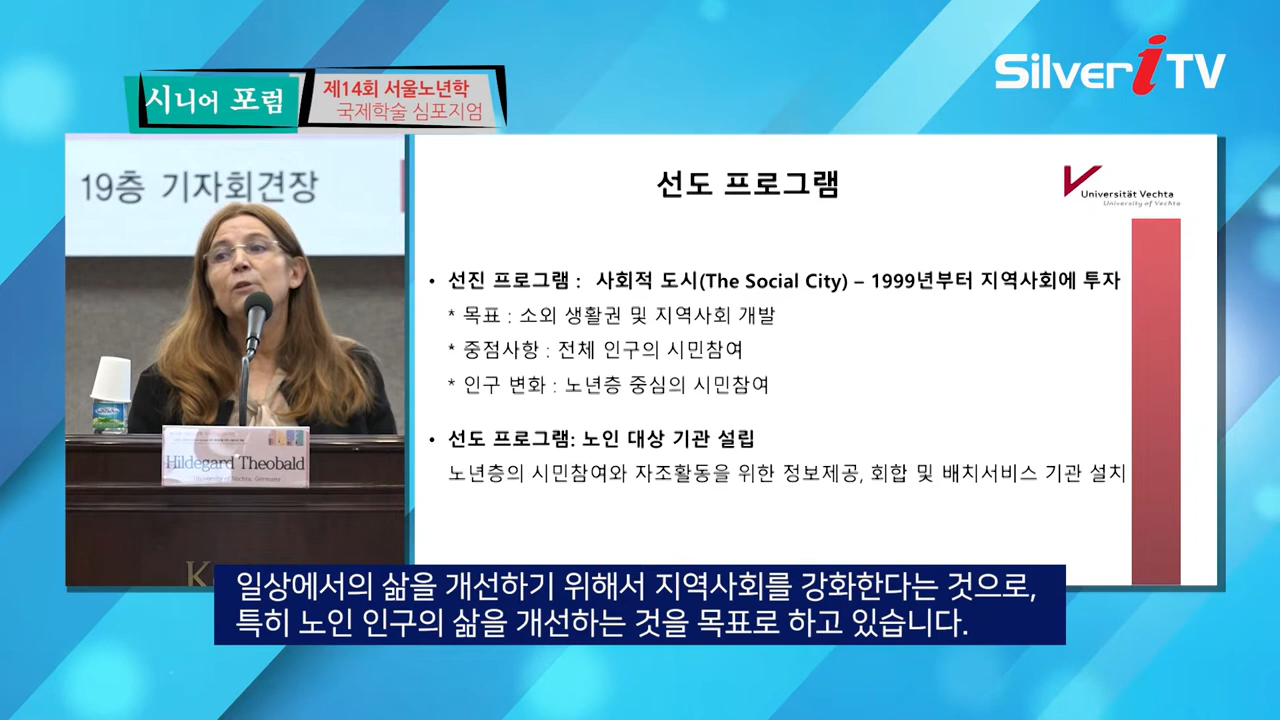 Silver i TV
시니어 포럼
제14회 서울노년학
국제학술 심포지엄
19층 기자회견장
Hildegard Theobald
University of Vechta, Germany
선도 프로그램
Universität Vechta
University of Vechta
• 선진 프로그램 : 사회적 도시(The Social City) – 1999년부터 지역사회에 투자
* 목표 : 소외 생활권 및 지역사회 개발
* 중점사항 : 전체 인구의 시민참여
* 인구 변화 : 노년층 중심의 시민참여
• 선도 프로그램: 노인 대상 기관 설립
노년층의 시민참여와 자조활동을 위한 정보제공, 회합 및 배치서비스 기관 설치
일상에서의 삶을 개선하기 위해서 지역사회를 강화한다는 것으로,
특히 노인 인구의 삶을 개선하는 것을 목표로 하고 있습니다.